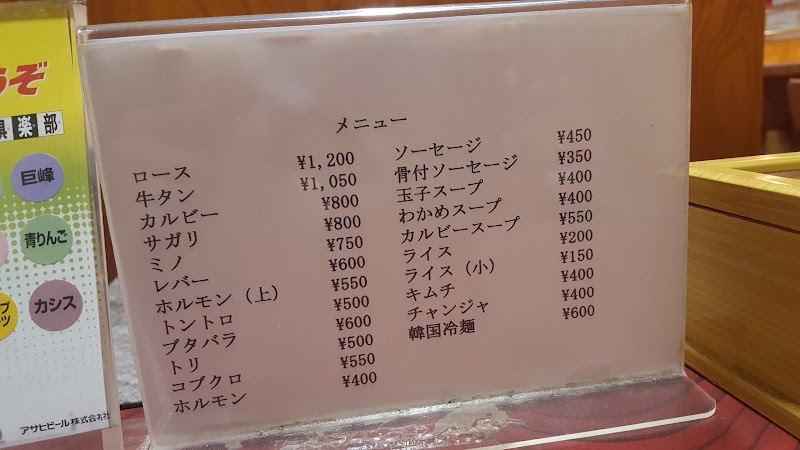 うぞ
倶楽部
巨峰
青りんご
カシス
アサヒビール株式会社
メニュー
ロース ¥1,200
牛タン ¥1,050
カルビー ¥800
サガリ ¥800
ミノ ¥750
レバー ¥600
ホルモン（上） ¥550
トントロ ¥500
ブタバラ ¥600
トリ ¥500
コブクロ ¥550
ホルモン ¥400
ソーセージ ¥450
骨付ソーセージ ¥350
玉子スープ ¥400
わかめスープ ¥400
カルビースープ ¥550
ライス ¥200
ライス（小） ¥150
キムチ ¥400
チャンジャ ¥400
韓国冷麺 ¥600